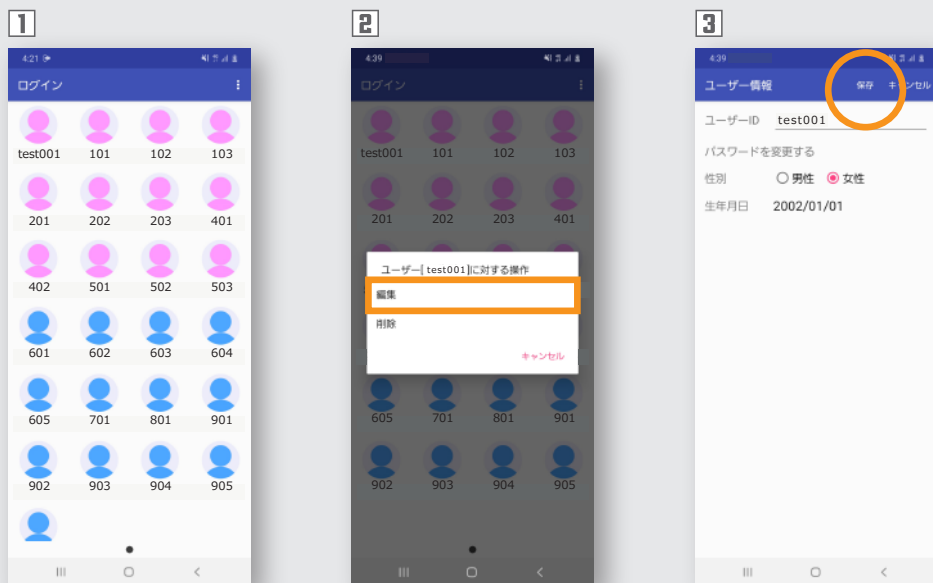 1
4:21
ログイン
test001 101 102 103
201 202 203 401
402 501 502 503
601 602 603 604
605 701 801 901
902 903 904 905
2
4:39
ログイン
test001 101 102 103
201 202 203 401
ユーザー[ test001]に対する操作
編集
削除
キャンセル
605 701 801 901
902 903 904 905
3
4:39
ユーザー情報 保存 キャンセル
ユーザーID test001
パスワードを変更する
性別 男性 女性
生年月日 2002/01/01